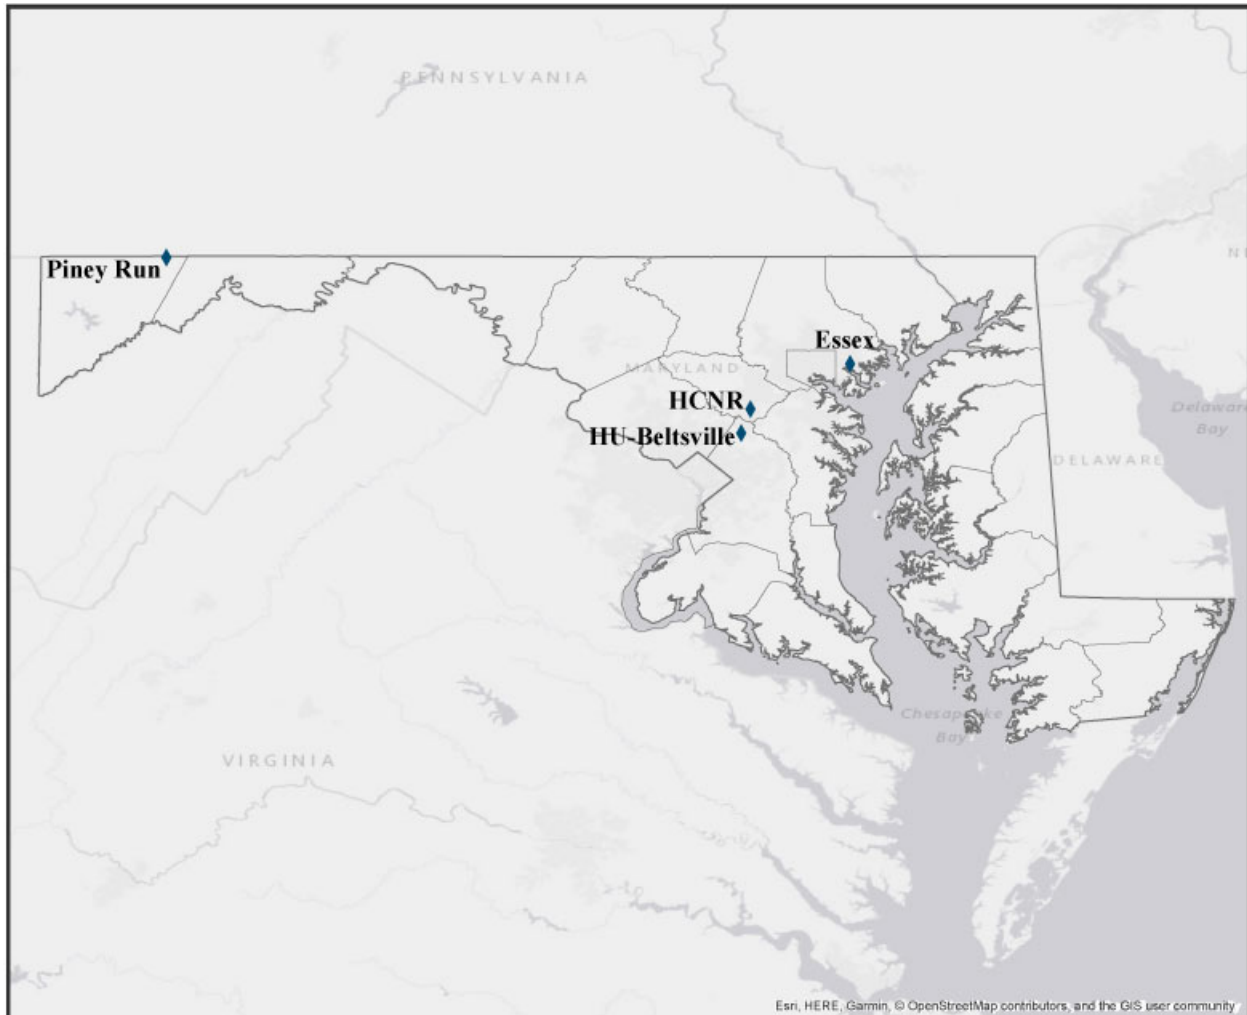 PENNSYLVANIA
NE
Piney Run
Essex
MARYLAND
HCNR
Delaware
Bay
HU-Beltsville
DELAWARE
Chesapeake
Bay
VIRGINIA
Esri, HERE, Garmin, © OpenStreetMap contributors, and the GIS user community